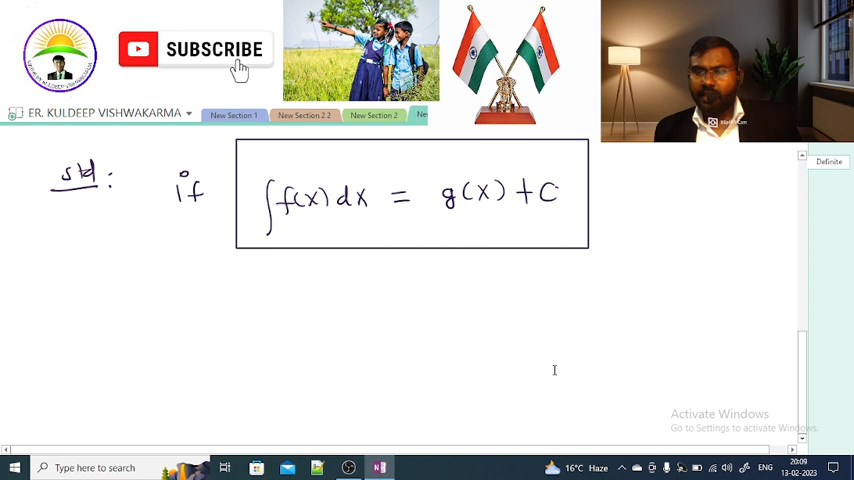 SUBSCRIBE
ER. KULDEEP VISHWAKARMA
New Section 1
New Section 2 2
New Section 2
Ne
Definite
std :
if ∫f(x) dx = g(x) + C
Activate Windows
Go to Settings to activate Windows.
Type here to search
16°C Haze
ENG
20:09
13-02-2023